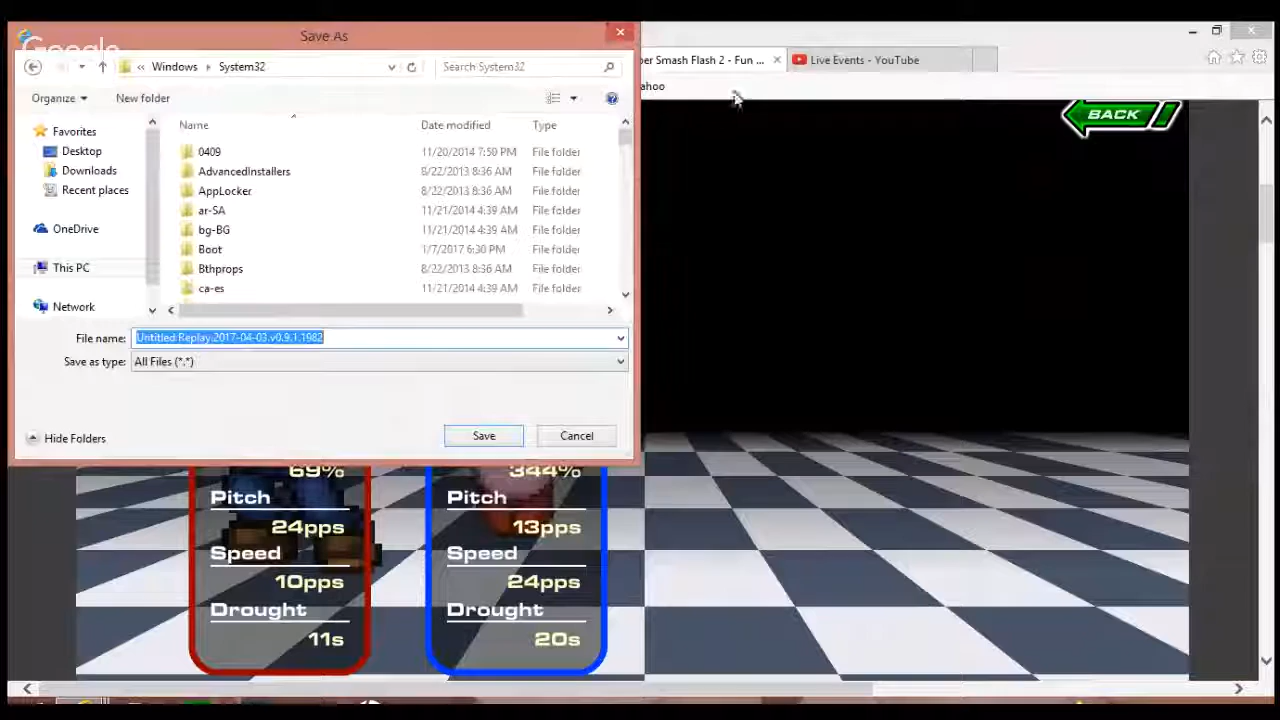 Save As
Google
Windows System32
Search System32
Organize
New folder
Name
Date modified
Type
Favorites
Desktop
Downloads
Recent places
OneDrive
This PC
Network
0409 11/20/2014 7:50 PM File folder
AdvancedInstallers 8/22/2013 8:36 AM File folder
AppLocker 8/22/2013 8:36 AM File folder
ar-SA 11/21/2014 4:39 AM File folder
bg-BG 11/21/2014 4:39 AM File folder
Boot 1/7/2017 6:30 PM File folder
Bthprops 8/22/2013 8:36 AM File folder
ca-es 11/21/2014 4:39 AM File folder
File name: Untitled.Replay.2017-04-03.v0.9.1.1982
Save as type: All Files (*.*)
Hide Folders
Save
Cancel
per Smash Flash 2 - Fun ...
Live Events - YouTube
ahoo
BACK
69%
Pitch
24pps
Speed
10pps
Drought
11s
344%
Pitch
13pps
Speed
24pps
Drought
20s